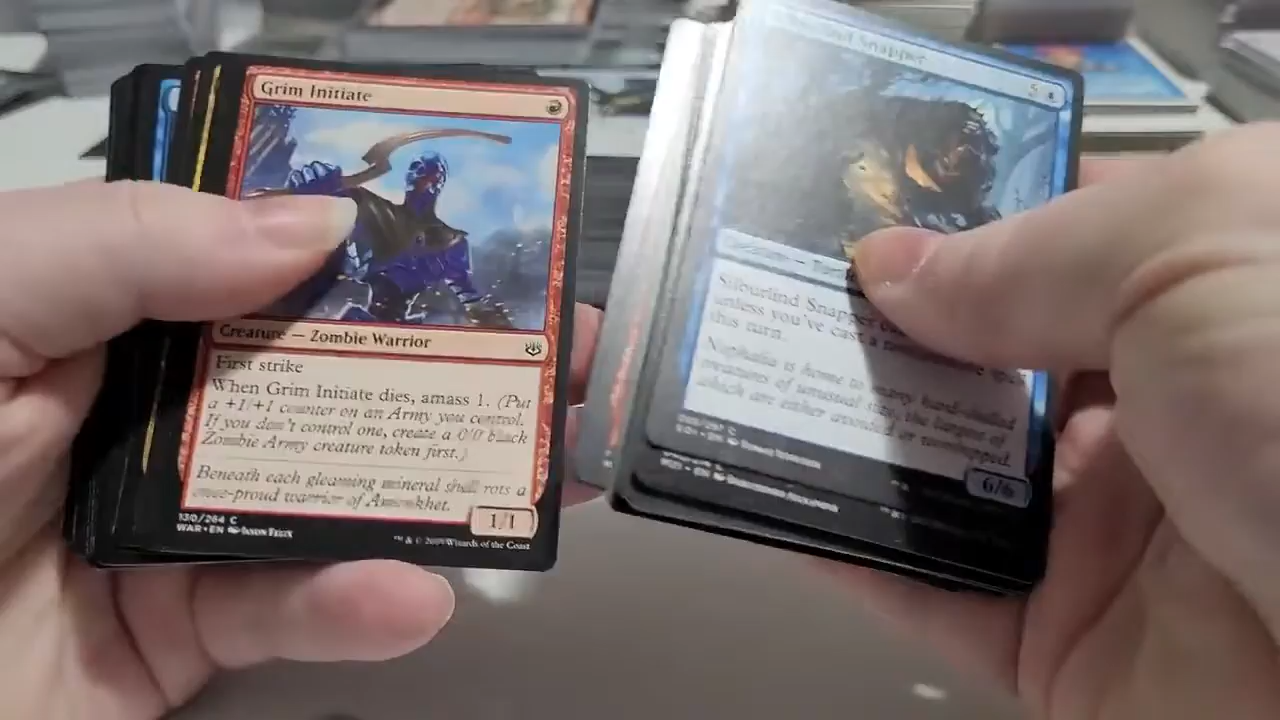 Grim Initiate
Creature — Zombie Warrior
First strike
When Grim Initiate dies, amass 1. (Put
a +1/+1 counter on an Army you control.
If you don't control one, create a 0/0 black
Zombie Army creature token first.)
Beneath each gleaming mineral shell rots a
once-proud warrior of Amonkhet.
1/1
130/264 C
WAR • EN Jason Felix
™ & © 2019 Wizards of the Coast
Snapper
5
Creature —
Silburlind Snapper
unless you've cast a
this turn.
Nephalia is home to many hard-shelled
creatures of unusual size, the largest of
which are either avoided or worshipped.
6/6